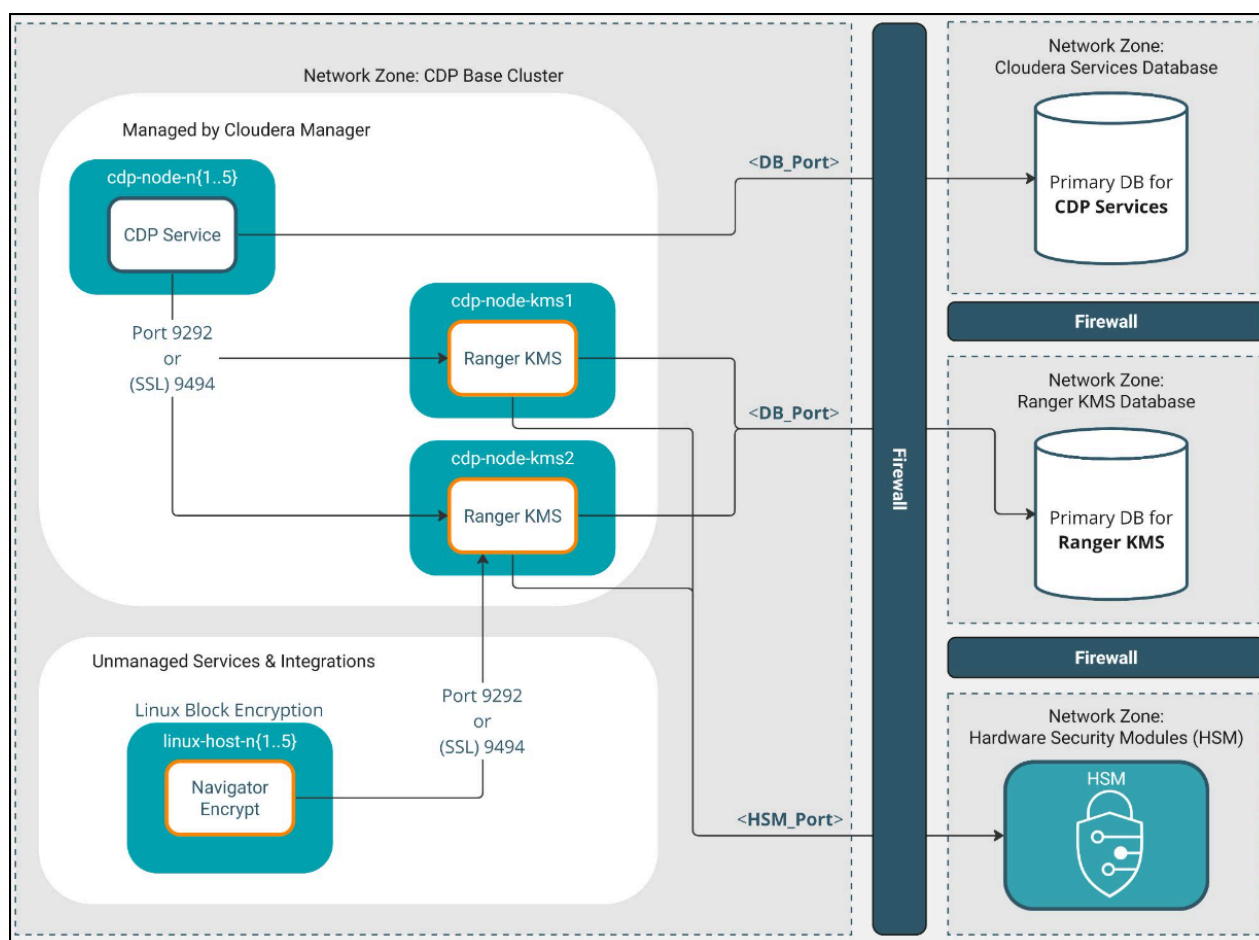 Network Zone: CDP Base Cluster
Managed by Cloudera Manager
cdp-node-n{1..5}
CDP Service
Port 9292
or
(SSL) 9494
cdp-node-kms1
Ranger KMS
cdp-node-kms2
Ranger KMS
Unmanaged Services & Integrations
Linux Block Encryption
linux-host-n{1..5}
Navigator
Encrypt
Port 9292
or
(SSL) 9494
<DB_Port>
<DB_Port>
<HSM_Port>
Firewall
Network Zone:
Cloudera Services Database
Primary DB for
CDP Services
Firewall
Network Zone:
Ranger KMS Database
Primary DB for
Ranger KMS
Firewall
Network Zone:
Hardware Security Modules (HSM)
HSM